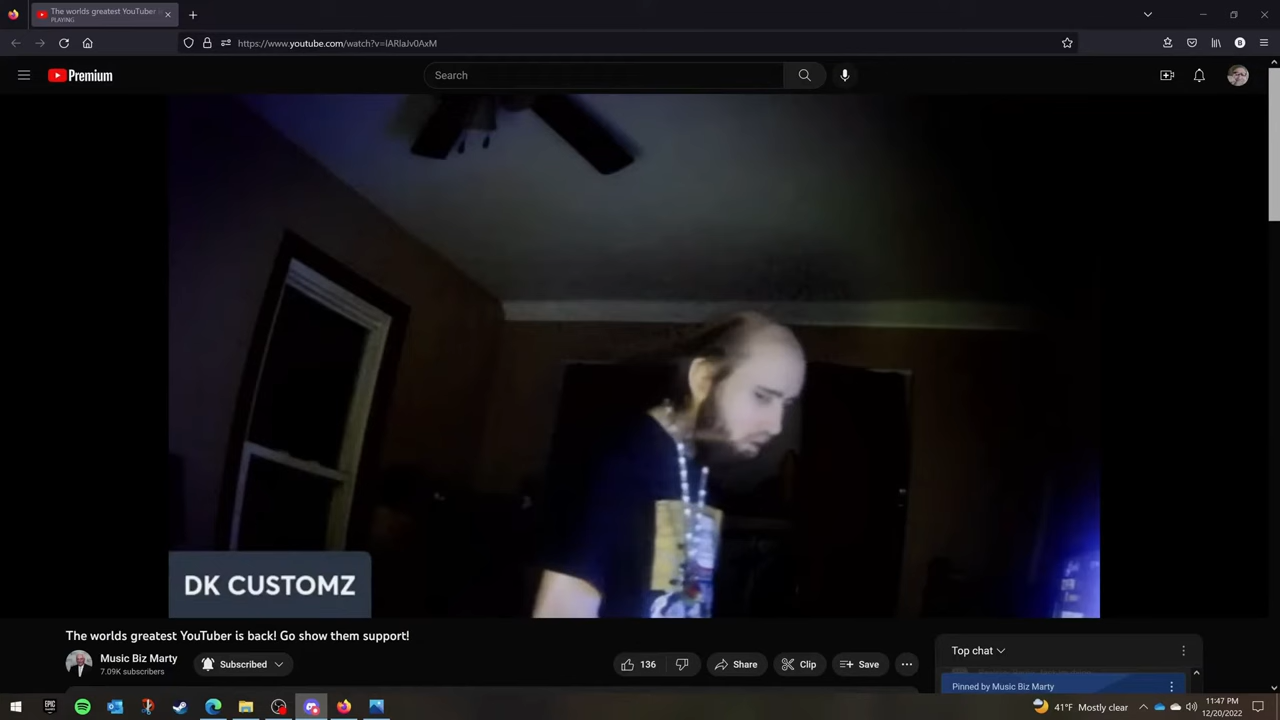 The worlds greatest YouTuber
PLAYING
https://www.youtube.com/watch?v=lARlaJv0AxM
B
Premium
Search
DK CUSTOMZ
The worlds greatest YouTuber is back! Go show them support!
Music Biz Marty
7.09K subscribers
Subscribed
136
Share
Clip
Save
Top chat
Pinned by Music Biz Marty
EPIC
41°F Mostly clear
11:47 PM
12/20/2022